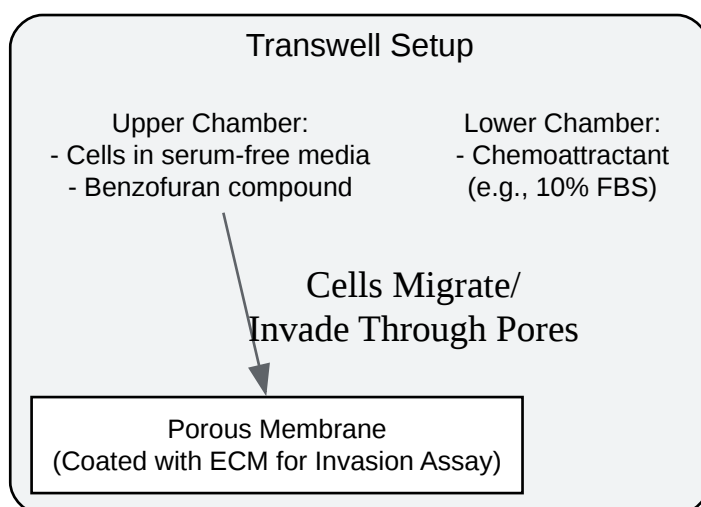 Transwell Setup
Upper Chamber:
- Cells in serum-free media
- Benzofuran compound
Lower Chamber:
- Chemoattractant
(e.g., 10% FBS)
Cells Migrate/
Invade Through Pores
Porous Membrane
(Coated with ECM for Invasion Assay)